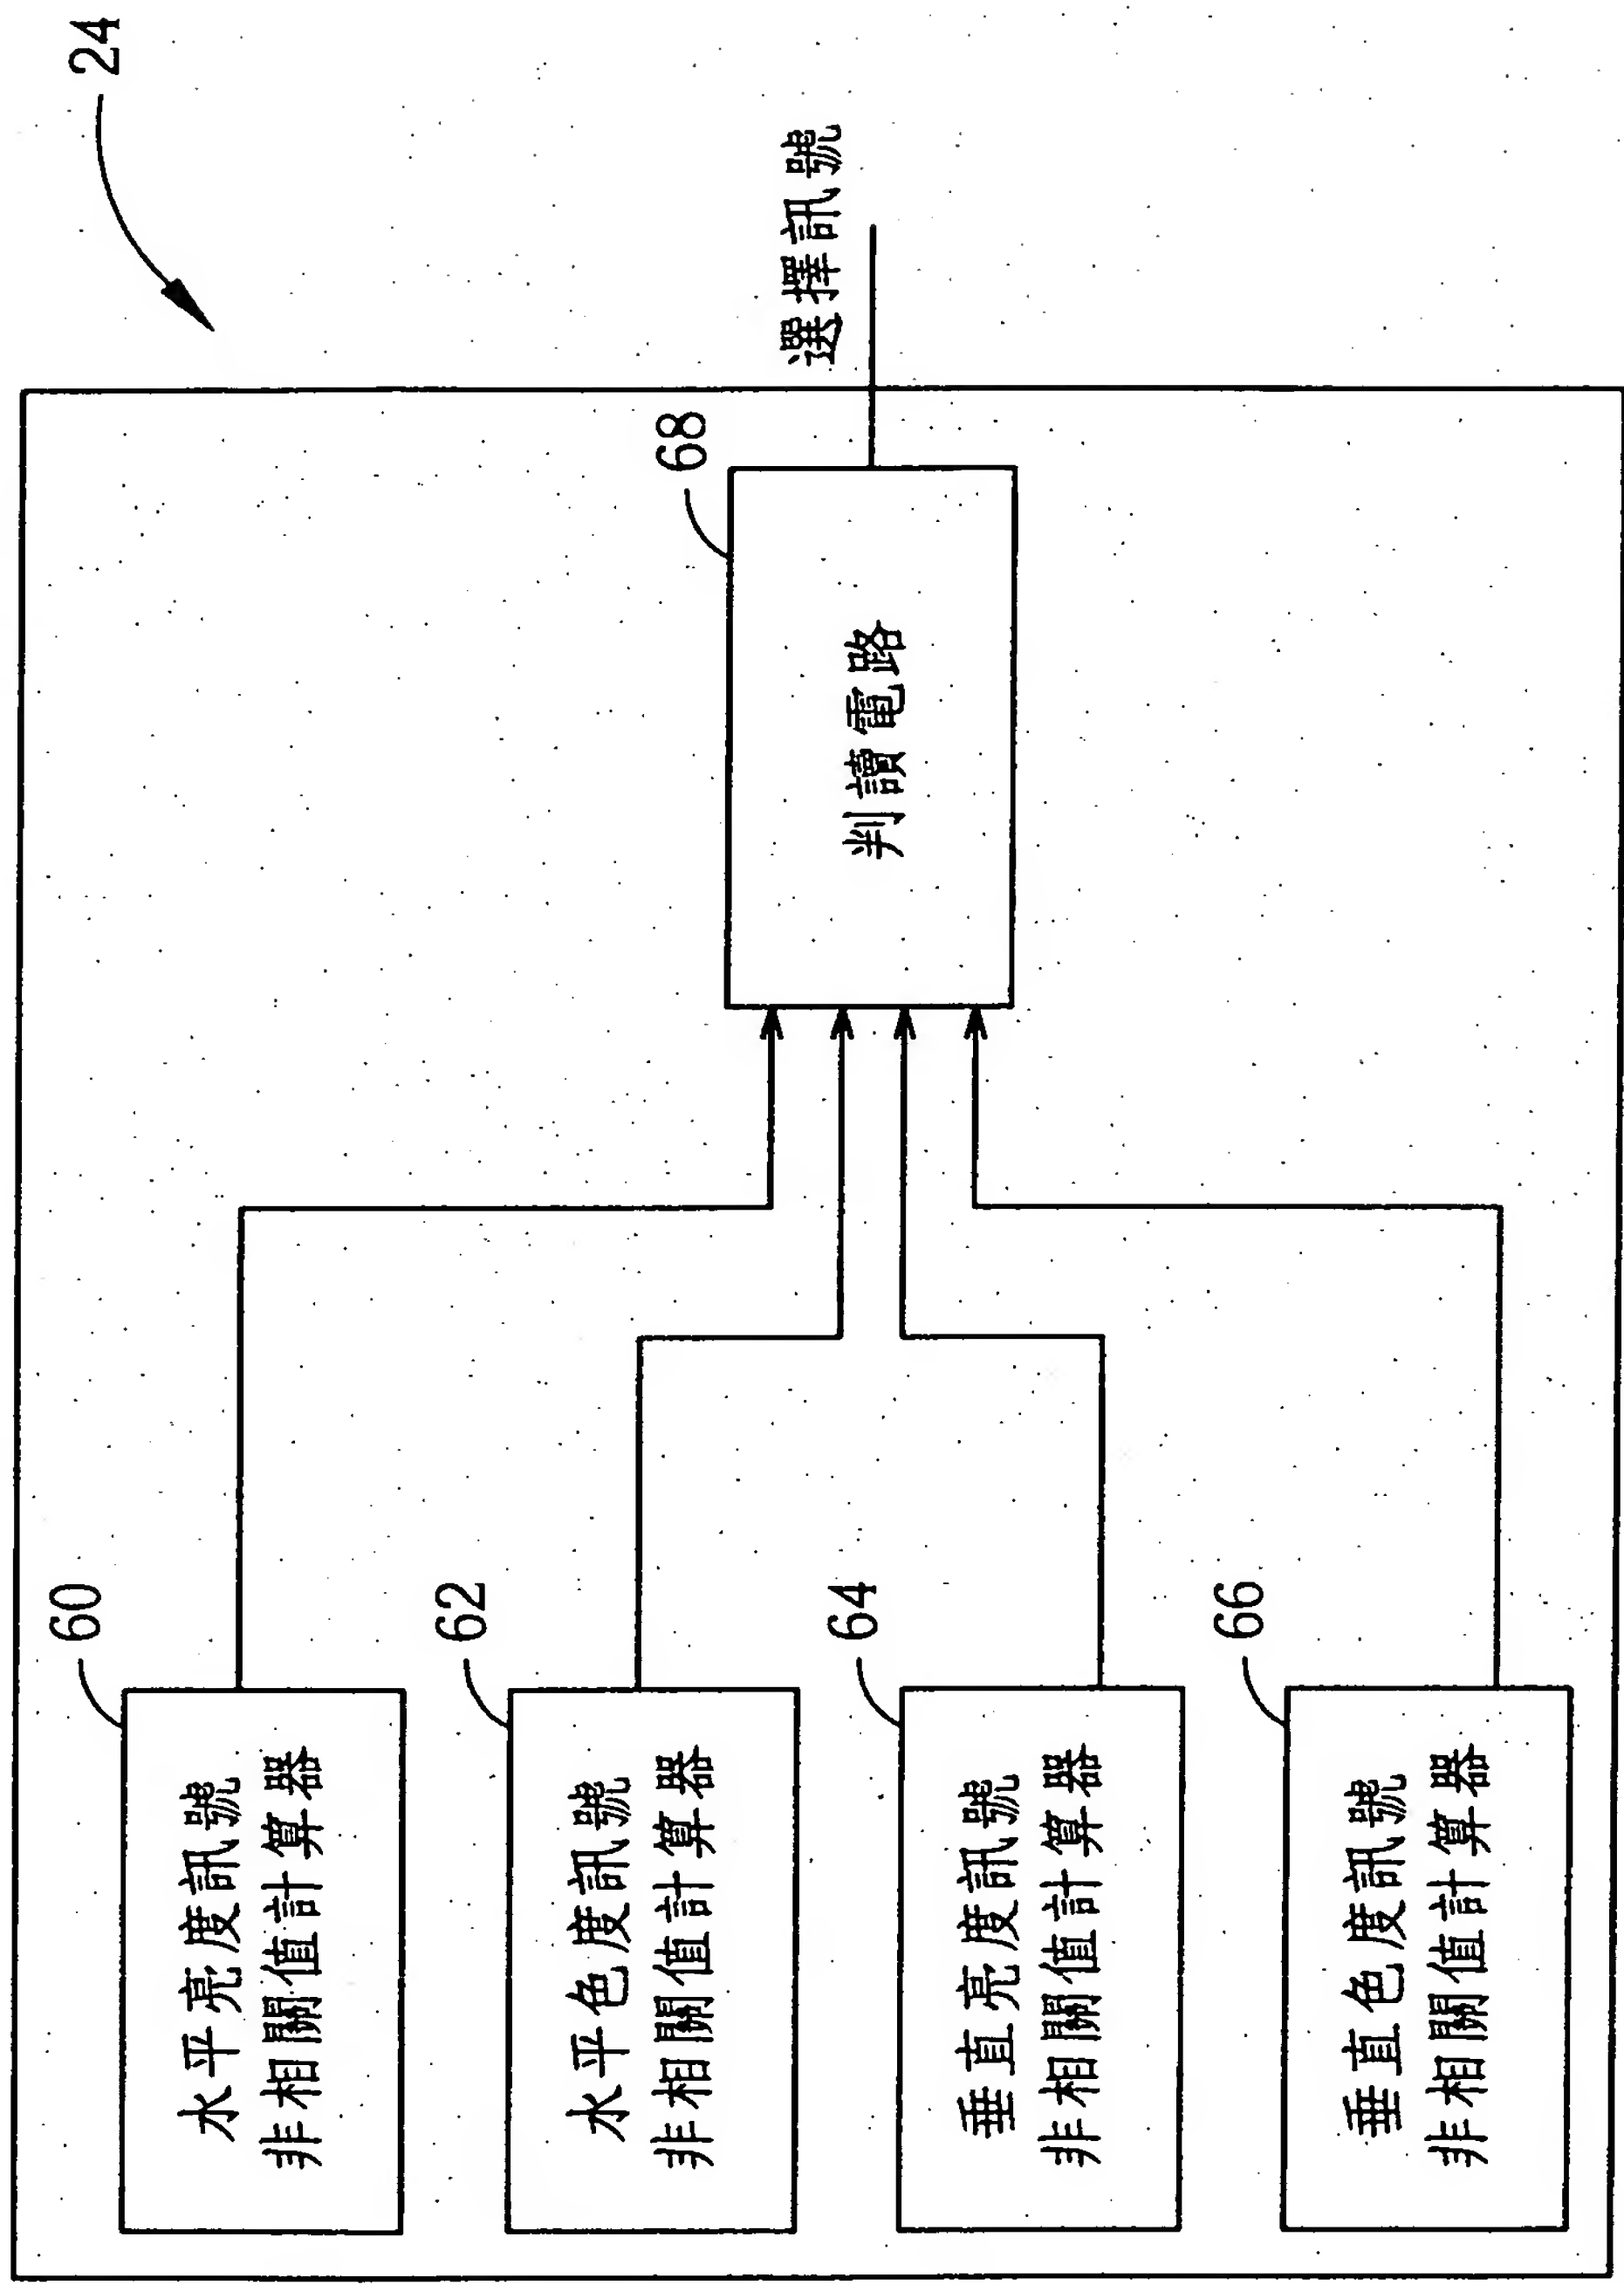 24
60
水平亮度訊號
非相關值計算器
62
水平色度訊號
非相關值計算器
64
垂直亮度訊號
非相關值計算器
66
垂直色度訊號
非相關值計算器
68
判讀電路
選擇訊號